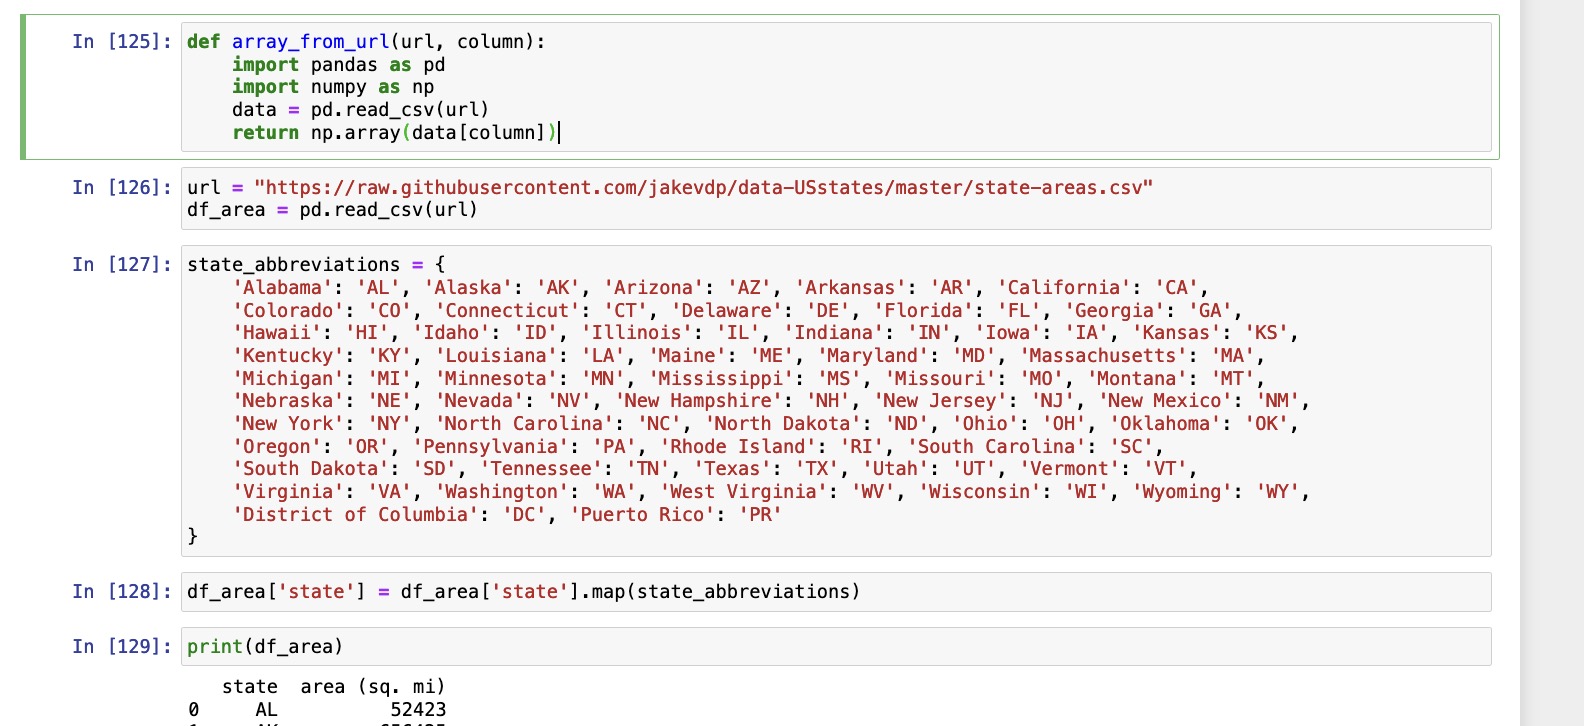 In [125]: def array_from_url(url, column):
    import pandas as pd
    import numpy as np
    data = pd.read_csv(url)
    return np.array(data[column])
In [126]: url = "https://raw.githubusercontent.com/jakevdp/data-USstates/master/state-areas.csv"
df_area = pd.read_csv(url)
In [127]: state_abbreviations = {
    'Alabama': 'AL', 'Alaska': 'AK', 'Arizona': 'AZ', 'Arkansas': 'AR', 'California': 'CA',
    'Colorado': 'CO', 'Connecticut': 'CT', 'Delaware': 'DE', 'Florida': 'FL', 'Georgia': 'GA',
    'Hawaii': 'HI', 'Idaho': 'ID', 'Illinois': 'IL', 'Indiana': 'IN', 'Iowa': 'IA', 'Kansas': 'KS',
    'Kentucky': 'KY', 'Louisiana': 'LA', 'Maine': 'ME', 'Maryland': 'MD', 'Massachusetts': 'MA',
    'Michigan': 'MI', 'Minnesota': 'MN', 'Mississippi': 'MS', 'Missouri': 'MO', 'Montana': 'MT',
    'Nebraska': 'NE', 'Nevada': 'NV', 'New Hampshire': 'NH', 'New Jersey': 'NJ', 'New Mexico': 'NM',
    'New York': 'NY', 'North Carolina': 'NC', 'North Dakota': 'ND', 'Ohio': 'OH', 'Oklahoma': 'OK',
    'Oregon': 'OR', 'Pennsylvania': 'PA', 'Rhode Island': 'RI', 'South Carolina': 'SC',
    'South Dakota': 'SD', 'Tennessee': 'TN', 'Texas': 'TX', 'Utah': 'UT', 'Vermont': 'VT',
    'Virginia': 'VA', 'Washington': 'WA', 'West Virginia': 'WV', 'Wisconsin': 'WI', 'Wyoming': 'WY',
    'District of Columbia': 'DC', 'Puerto Rico': 'PR'
}
In [128]: df_area['state'] = df_area['state'].map(state_abbreviations)
In [129]: print(df_area)
state area (sq. mi)
0 AL 52423